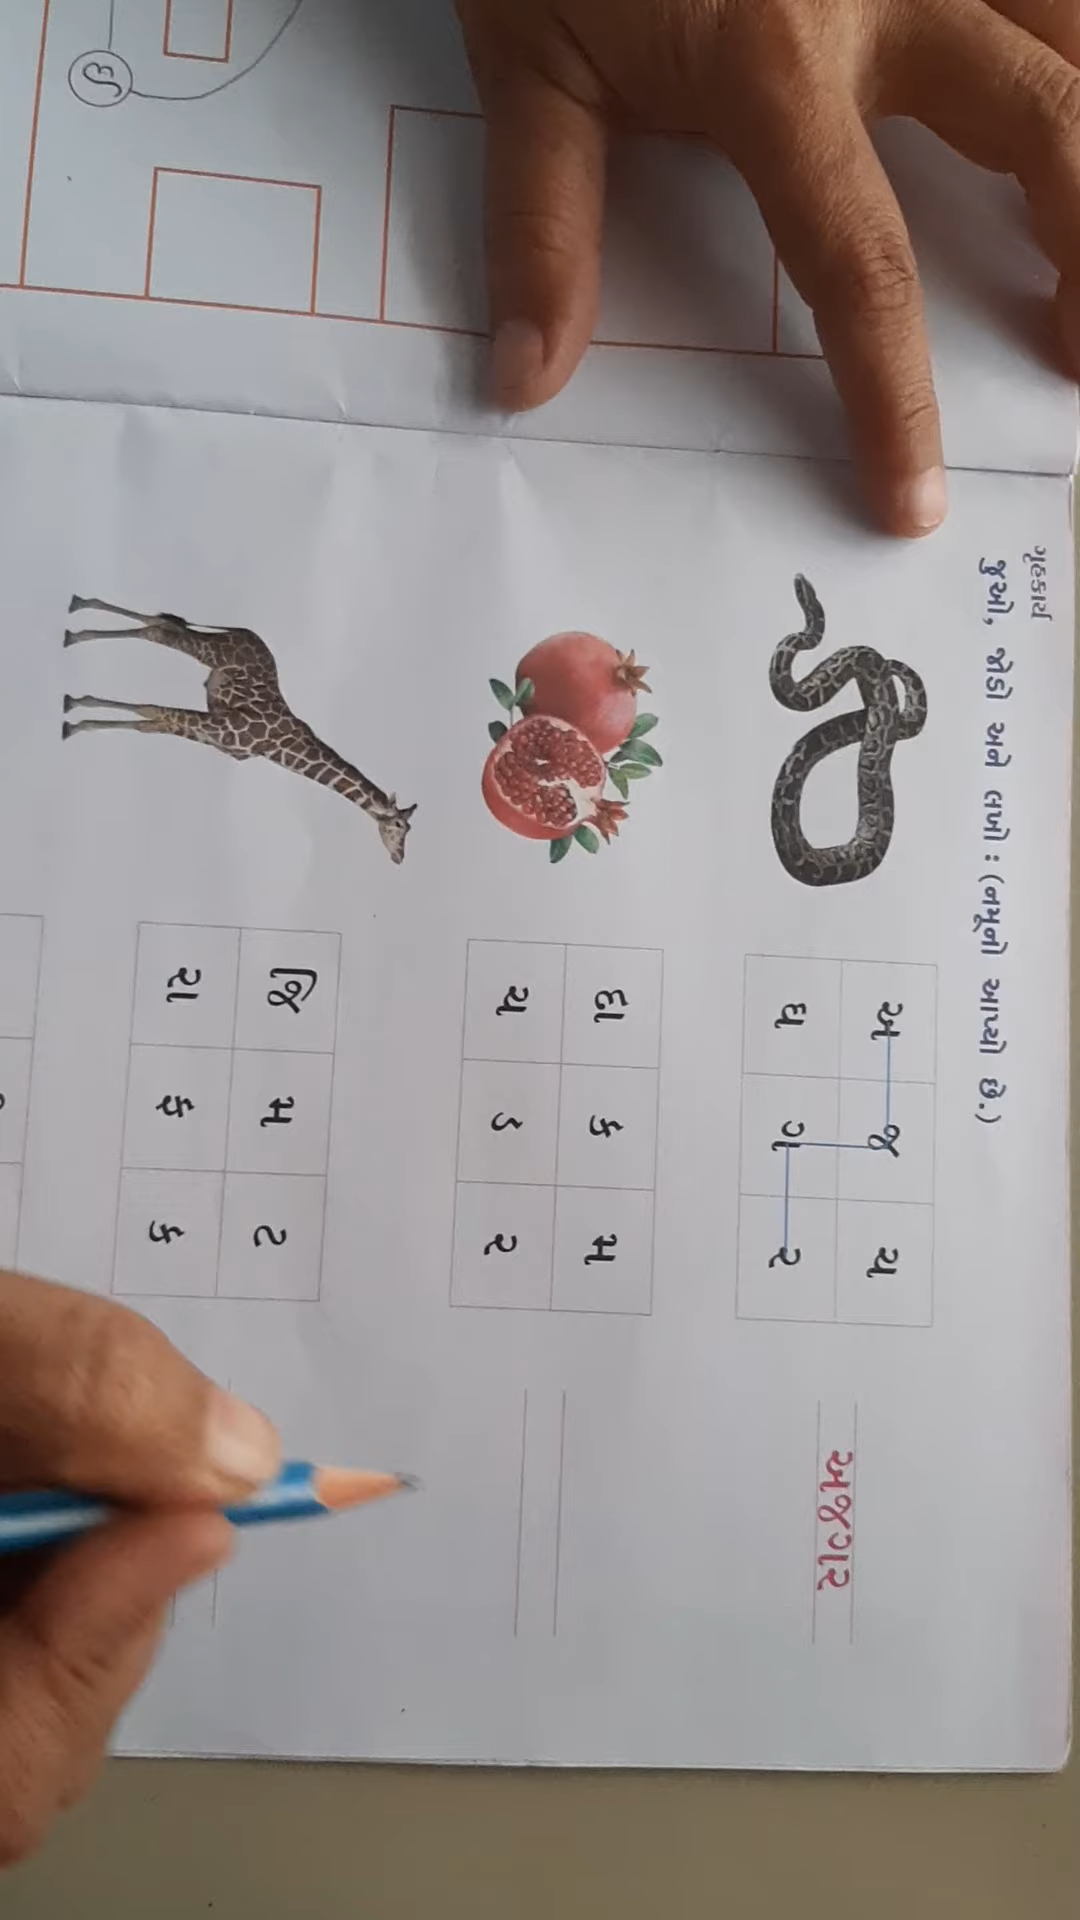 ઈ
ગૃહકાર્ય
જુઓ, જોડો અને લખો : (નમૂનો આપ્યો છે.)
અ જ ય
ઘ ગ ર
અજગર
દા ક મ
ય ડ ર
જિ મ ટ
રા ફ ક